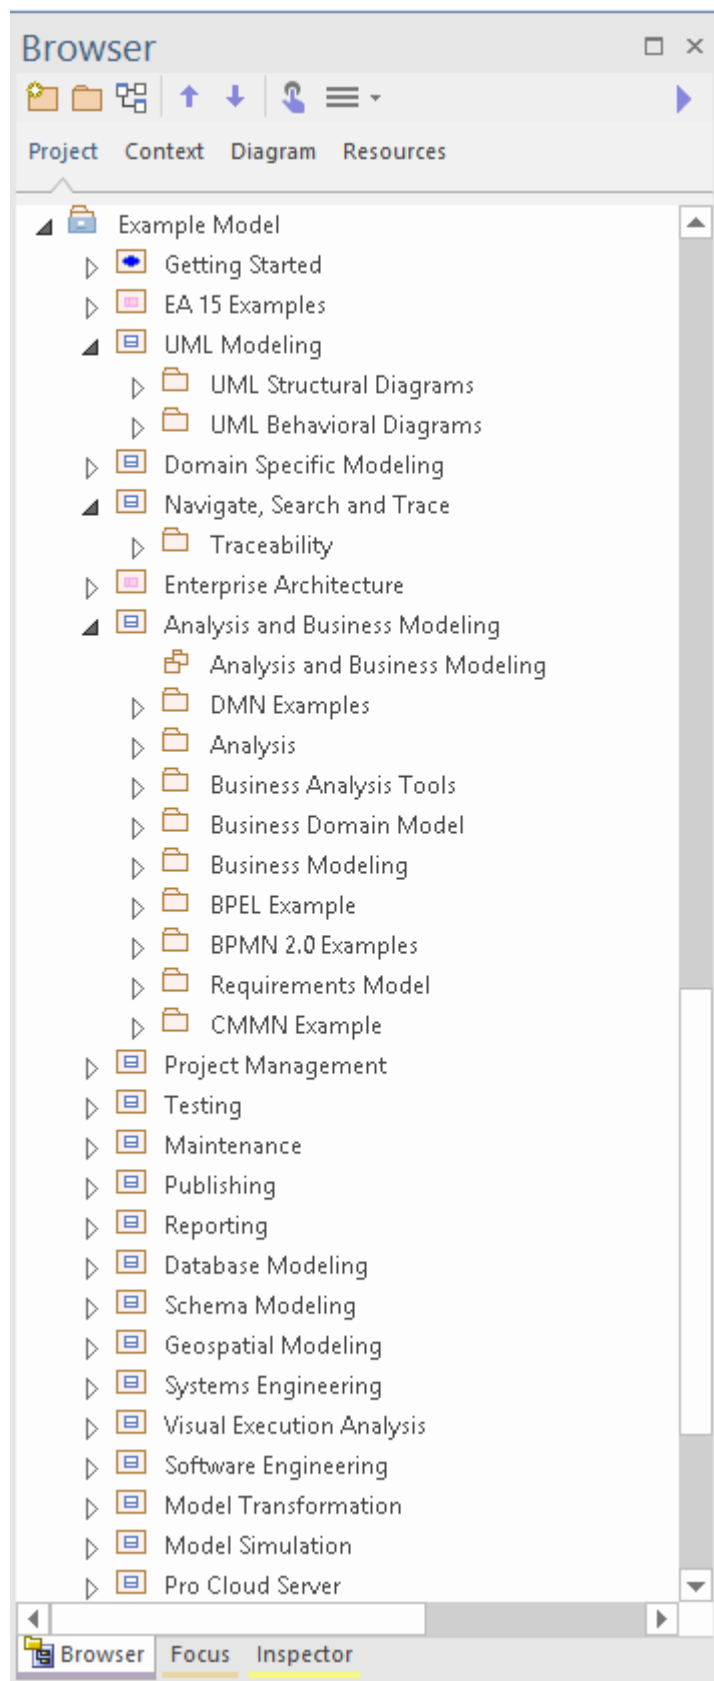 Browser
Project Context Diagram Resources
Example Model
Getting Started
EA 15 Examples
UML Modeling
UML Structural Diagrams
UML Behavioral Diagrams
Domain Specific Modeling
Navigate, Search and Trace
Traceability
Enterprise Architecture
Analysis and Business Modeling
Analysis and Business Modeling
DMN Examples
Analysis
Business Analysis Tools
Business Domain Model
Business Modeling
BPEL Example
BPMN 2.0 Examples
Requirements Model
CMMN Example
Project Management
Testing
Maintenance
Publishing
Reporting
Database Modeling
Schema Modeling
Geospatial Modeling
Systems Engineering
Visual Execution Analysis
Software Engineering
Model Transformation
Model Simulation
Pro Cloud Server
Browser Focus Inspector